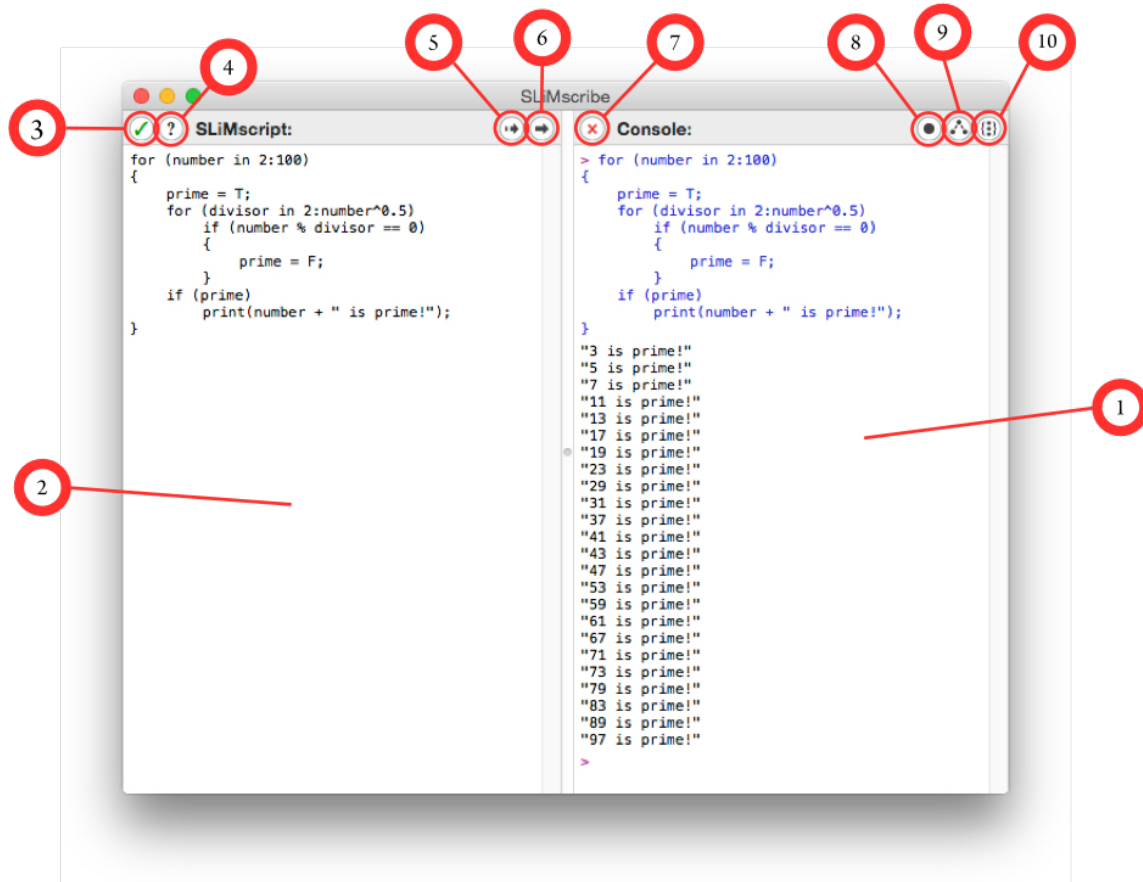 5
6
7
8
9
10
4
3
SLiMscribe
? SLiMscript:
Console:
for (number in 2:100)
{
    prime = T;
    for (divisor in 2:number^0.5)
        if (number % divisor == 0)
        {
            prime = F;
        }
    if (prime)
        print(number + " is prime!");
}
2
> for (number in 2:100)
{
    prime = T;
    for (divisor in 2:number^0.5)
        if (number % divisor == 0)
        {
            prime = F;
        }
    if (prime)
        print(number + " is prime!");
}
"3 is prime!"
"5 is prime!"
"7 is prime!"
"11 is prime!"
"13 is prime!"
"17 is prime!"
"19 is prime!"
"23 is prime!"
"29 is prime!"
"31 is prime!"
"37 is prime!"
"41 is prime!"
"43 is prime!"
"47 is prime!"
"53 is prime!"
"59 is prime!"
"61 is prime!"
"67 is prime!"
"71 is prime!"
"73 is prime!"
"79 is prime!"
"83 is prime!"
"89 is prime!"
"97 is prime!"
>
1